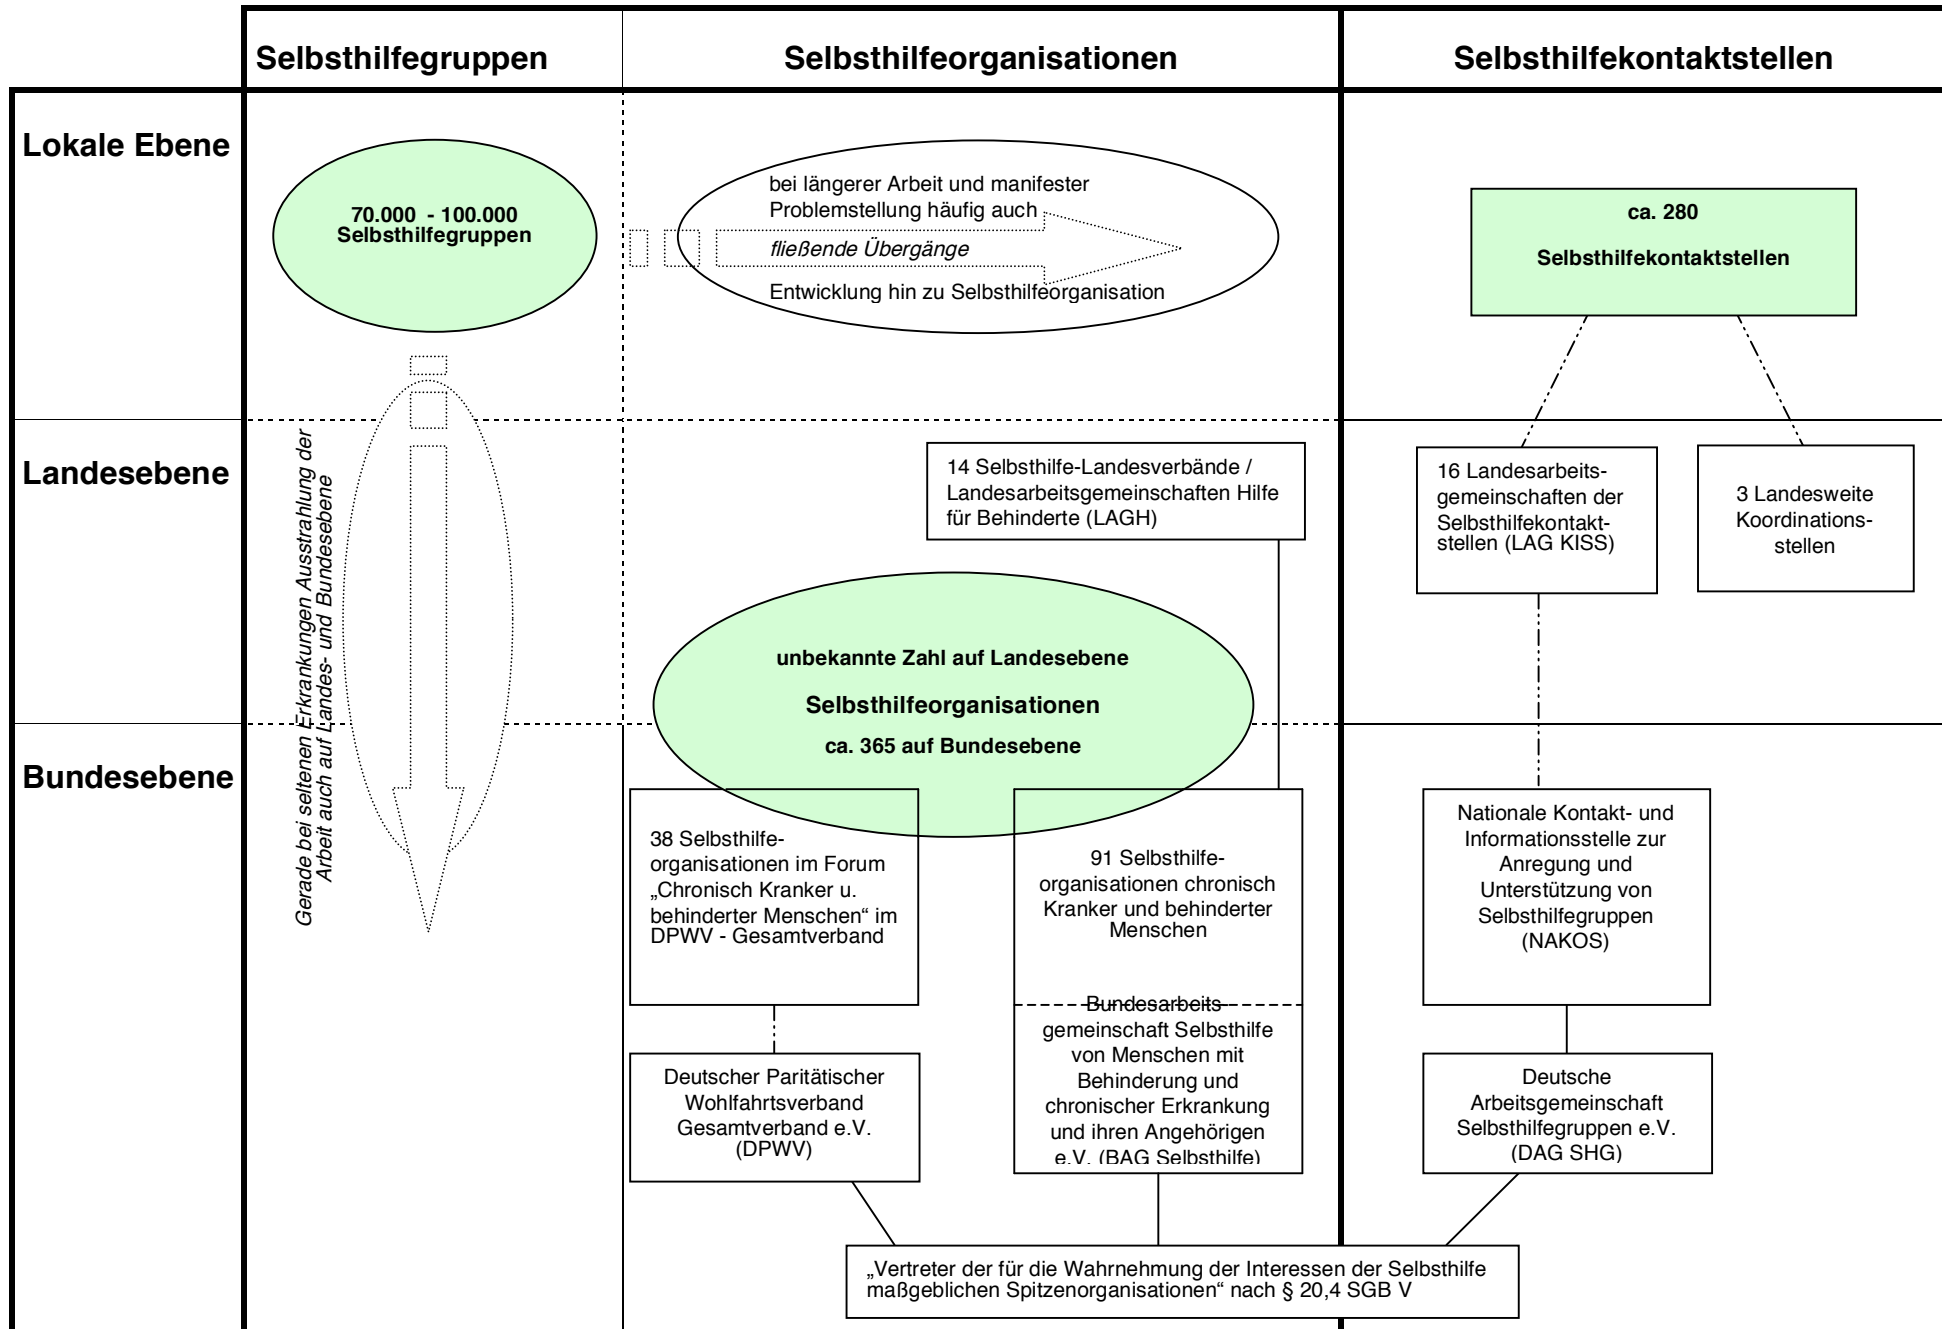 Selbsthilfegruppen
Selbsthilfeorganisationen
Selbsthilfekontaktstellen
Lokale Ebene
70.000 - 100.000
Selbsthilfegruppen
bei längerer Arbeit und manifester
Problemstellung häufig auch
fließende Übergänge
Entwicklung hin zu Selbsthilfeorganisation
ca. 280
Selbsthilfekontaktstellen
Landesebene
Gerade bei seltenen Erkrankungen Ausstrahlung der
Arbeit auch auf Landes- und Bundesebene
14 Selbsthilfe-Landesverbände /
Landesarbeitsgemeinschaften Hilfe
für Behinderte (LAGH)
16 Landesarbeits-
gemeinschaften der
Selbsthilfekontakt-
stellen (LAG KISS)
3 Landesweite
Koordinations-
stellen
unbekannte Zahl auf Landesebene
Selbsthilfeorganisationen
ca. 365 auf Bundesebene
Bundesebene
38 Selbsthilfe-
organisationen im Forum
„Chronisch Kranker u.
behinderter Menschen“ im
DPWV - Gesamtverband
91 Selbsthilfe-
organisationen chronisch
Kranker und behinderter
Menschen
Nationale Kontakt- und
Informationsstelle zur
Anregung und
Unterstützung von
Selbsthilfegruppen
(NAKOS)
Deutscher Paritätischer
Wohlfahrtsverband
Gesamtverband e.V.
(DPWV)
Bundesarbeits
gemeinschaft Selbsthilfe
von Menschen mit
Behinderung und
chronischer Erkrankung
und ihren Angehörigen
e.V. (BAG Selbsthilfe)
Deutsche
Arbeitsgemeinschaft
Selbsthilfegruppen e.V.
(DAG SHG)
„Vertreter der für die Wahrnehmung der Interessen der Selbsthilfe
maßgeblichen Spitzenorganisationen“ nach § 20,4 SGB V